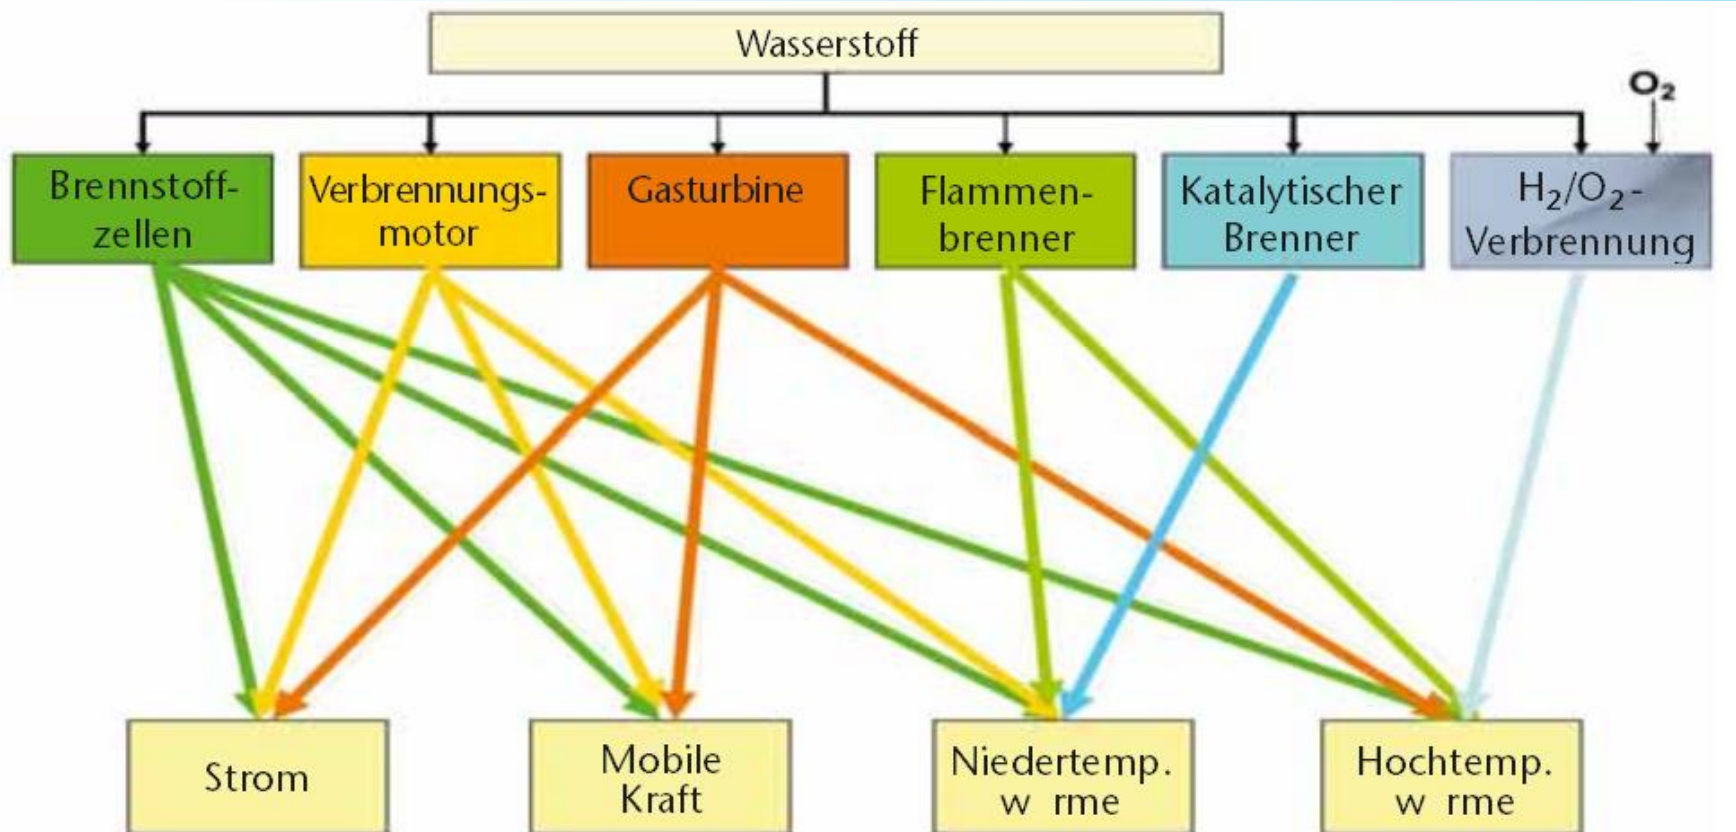 Wasserstoff
O₂
Brennstoff-
zellen
Verbrennungs-
motor
Gasturbine
Flammen-
brenner
Katalytischer
Brenner
H₂/O₂-
Verbrennung
Strom
Mobile
Kraft
Niedertemp.
w rme
Hochtemp.
w rme